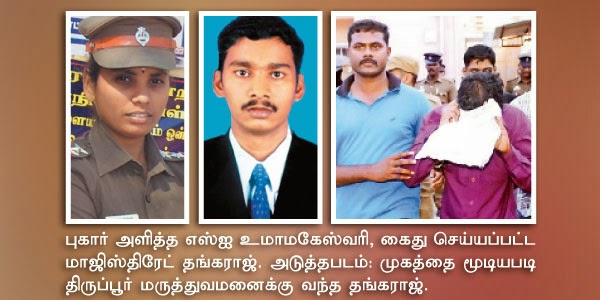 புகார் அளித்த எஸ்ஐ உமாமகேஸ்வரி, கைது செய்யப்பட்ட
மாஜிஸ்திரேட் தங்கராஜ். அடுத்தபடம்: முகத்தை மூடியபடி
திருப்பூர் மருத்துவமனைக்கு வந்த தங்கராஜ்.